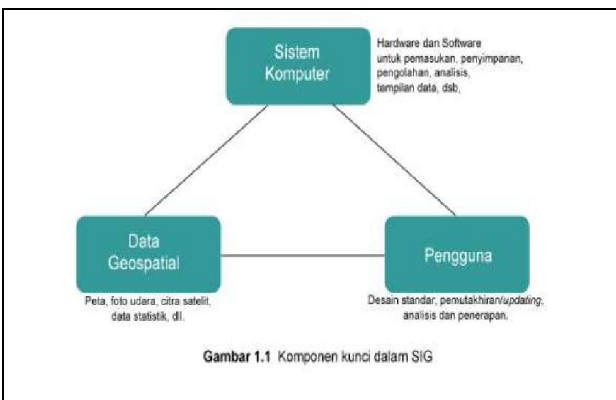 Sistem
Komputer
Hardware dan Software
untuk pemasukan, penyimpanan,
pengolahan, analisis,
tampilan data, dsb,
Data
Geospatial
Pengguna
Peta, foto udara, citra satelit,
data statistik, dll.
Desain standar, pemutakhiran/updating,
analisis dan penerapan.
Gambar 1.1 Komponen kunci dalam SIG